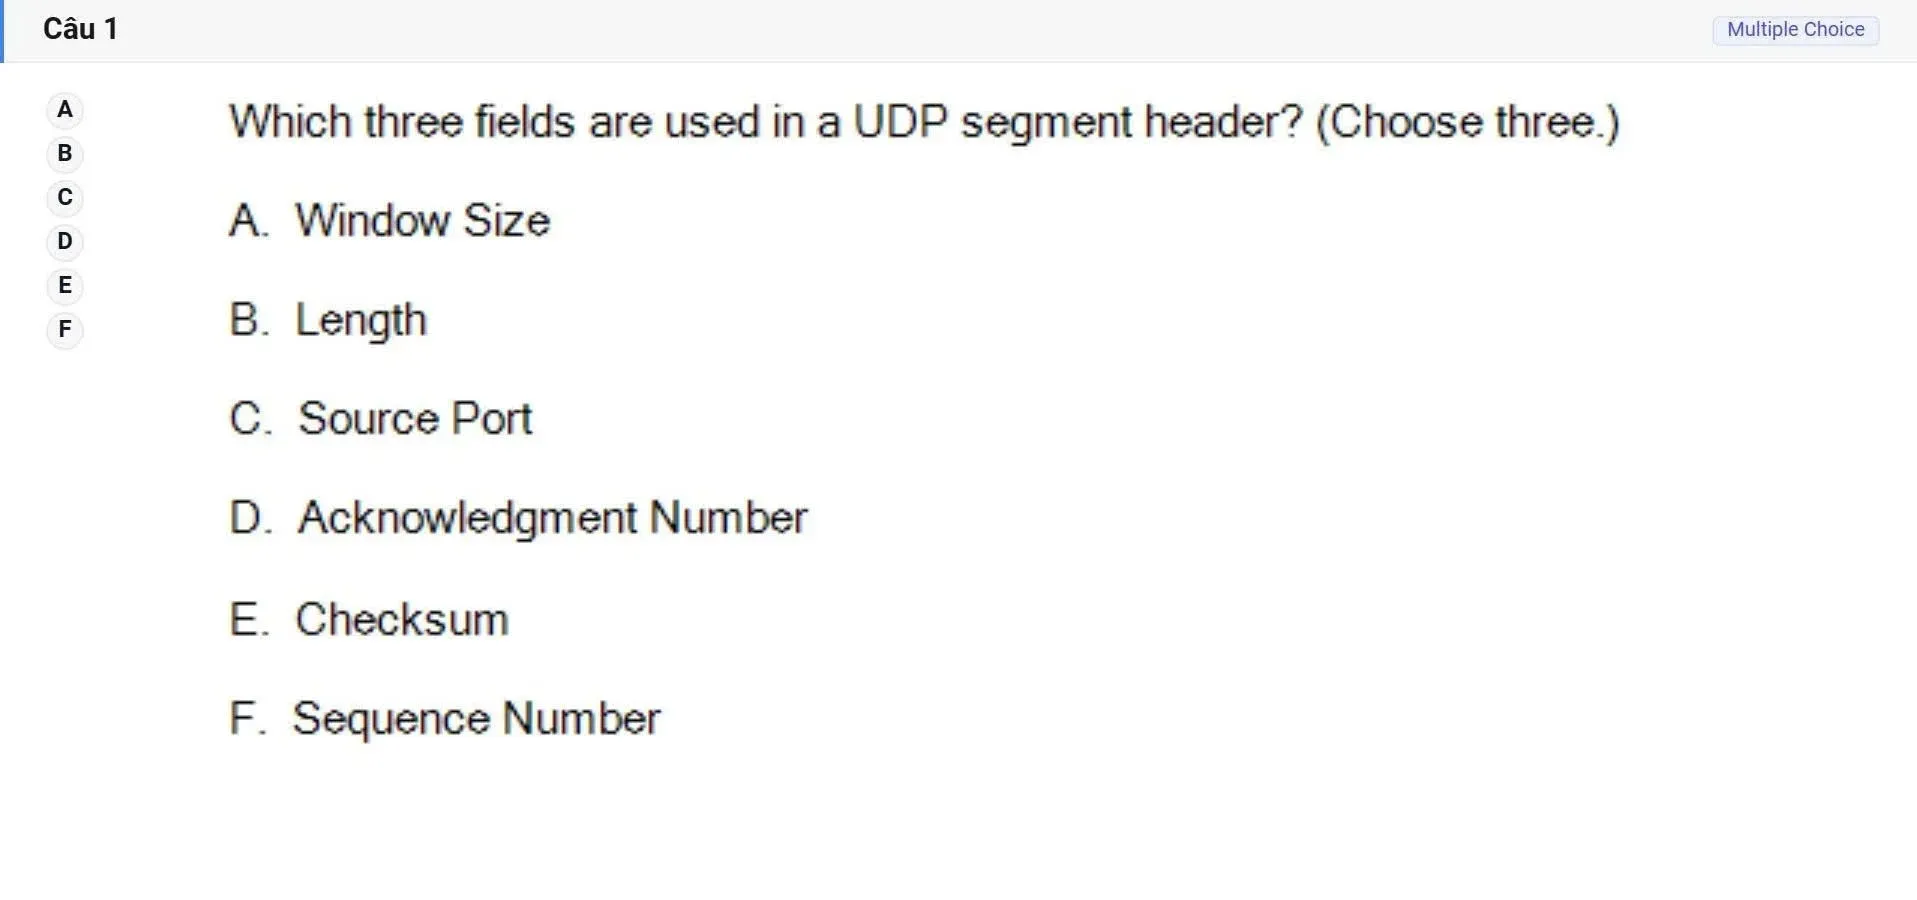 Câu 1
Multiple Choice
A
B
C
D
E
F
Which three fields are used in a UDP segment header? (Choose three.)
A. Window Size
B. Length
C. Source Port
D. Acknowledgment Number
E. Checksum
F. Sequence Number